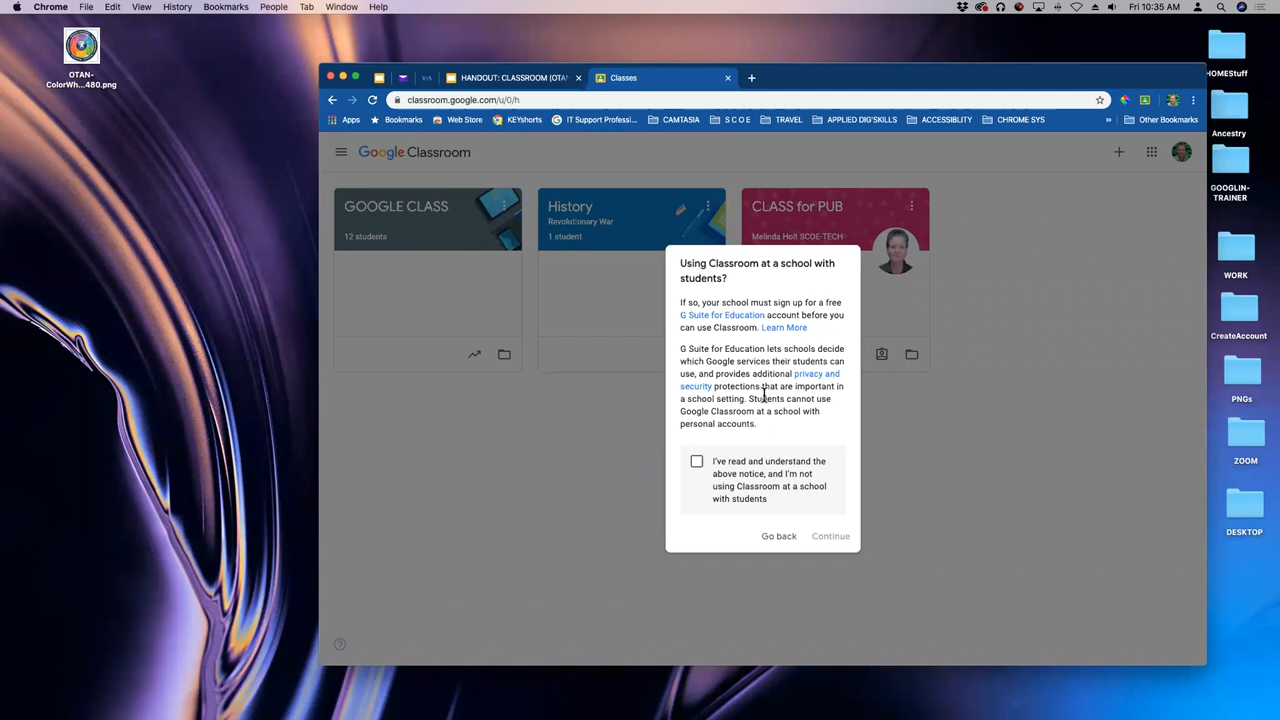 Chrome File Edit View History Bookmarks People Tab Window Help Fri 10:35 AM
OTAN-
ColorWh...480.png
HANDOUT: CLASSROOM (OTA
Classes
classroom.google.com/u/0/h
Apps Bookmarks Web Store KEYshorts IT Support Professi... CAMTASIA S C O E TRAVEL APPLIED DIG'SKILLS ACCESSIBLITY CHROME SYS » Other Bookmarks
Google Classroom
GOOGLE CLASS
12 students
History
Revolutionary War
1 student
CLASS for PUB
Melinda Holt SCOE-TECH
Using Classroom at a school with
students?
If so, your school must sign up for a free
G Suite for Education account before you
can use Classroom. Learn More
G Suite for Education lets schools decide
which Google services their students can
use, and provides additional privacy and
security protections that are important in
a school setting. Students cannot use
Google Classroom at a school with
personal accounts.
I've read and understand the
above notice, and I'm not
using Classroom at a school
with students
Go back Continue
HOMEStuff
Ancestry
GOOGLIN-
TRAINER
WORK
CreateAccount
PNGs
ZOOM
DESKTOP